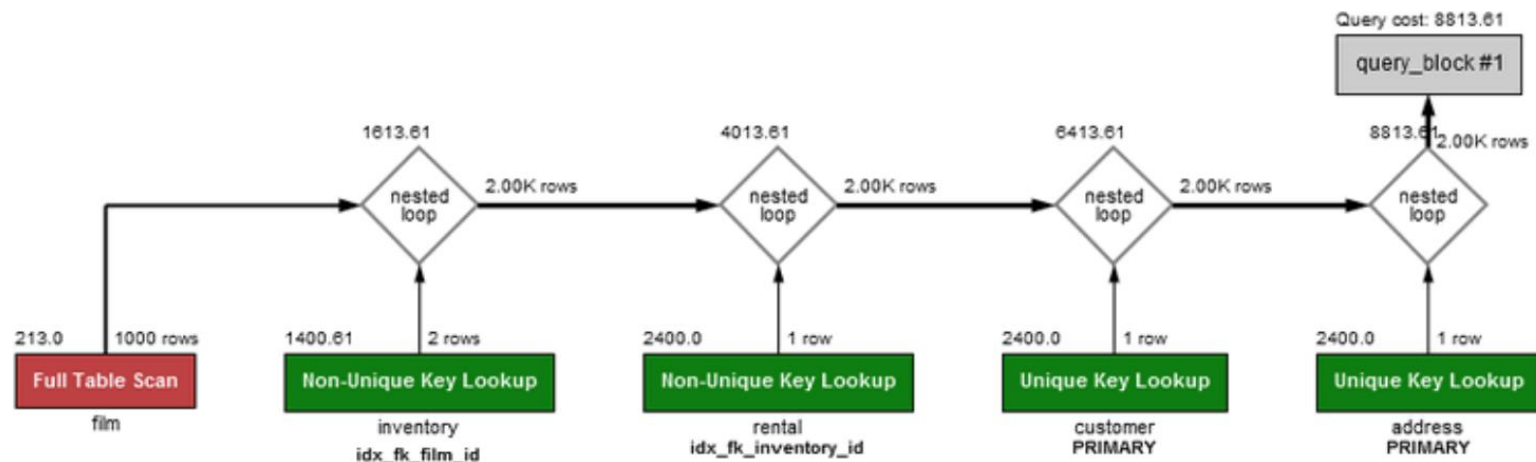 Query cost: 8813.61
query_block #1
1613.61
4013.61
6413.61
8813.61
2.00K rows
nested
loop
2.00K rows
nested
loop
2.00K rows
nested
loop
2.00K rows
nested
loop
213.0
1000 rows
1400.61
2 rows
2400.0
1 row
2400.0
1 row
2400.0
1 row
Full Table Scan
Non-Unique Key Lookup
Non-Unique Key Lookup
Unique Key Lookup
Unique Key Lookup
film
inventory
idx_fk_film_id
rental
idx_fk_inventory_id
customer
PRIMARY
address
PRIMARY